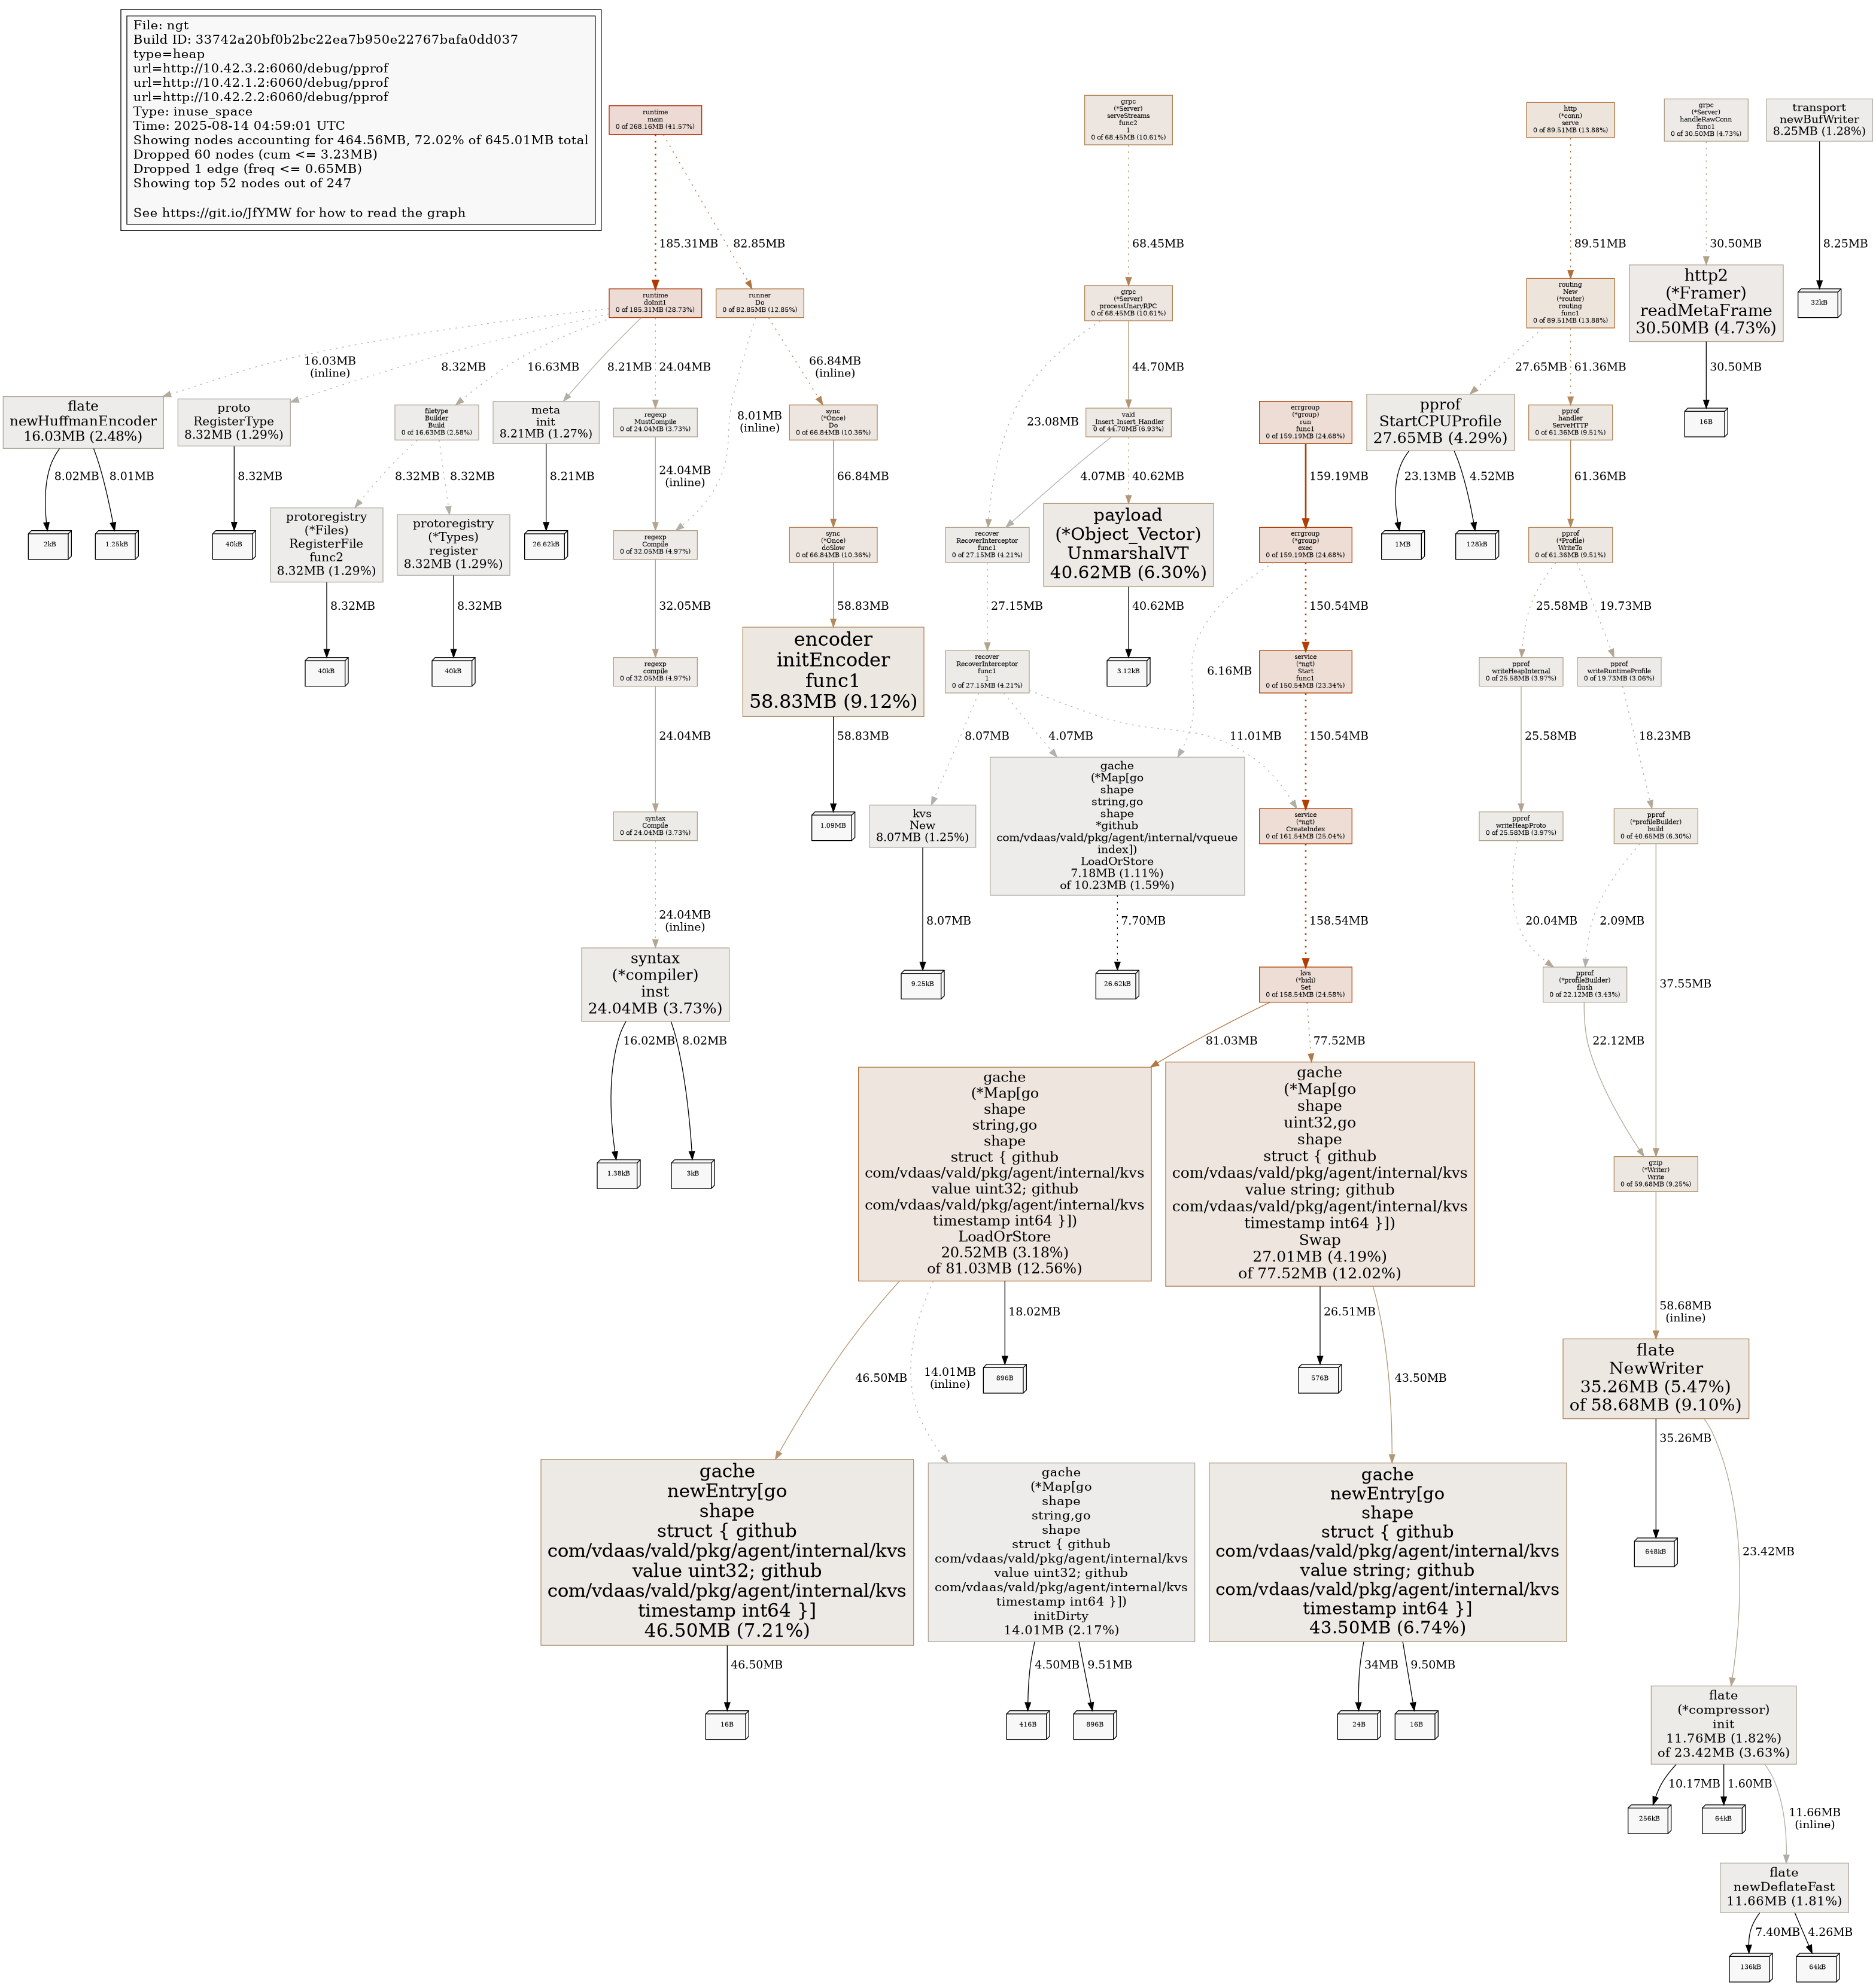 File: ngt
Build ID: 33742a20bf0b2bc22ea7b950e22767bafa0dd037
type=heap
url=http://10.42.3.2:6060/debug/pprof
url=http://10.42.1.2:6060/debug/pprof
url=http://10.42.2.2:6060/debug/pprof
Type: inuse_space
Time: 2025-08-14 04:59:01 UTC
Showing nodes accounting for 464.56MB, 72.02% of 645.01MB total
Dropped 60 nodes (cum <= 3.23MB)
Dropped 1 edge (freq <= 0.65MB)
Showing top 52 nodes out of 247
See https://git.io/JfYMW for how to read the graph
runtime
main
0 of 268.16MB (41.57%)
grpc
(*Server)
serveStreams
func2
1
0 of 68.45MB (10.61%)
http
(*conn)
serve
0 of 89.51MB (13.88%)
grpc
(*Server)
handleRawConn
func1
0 of 30.50MB (4.73%)
transport
newBufWriter
8.25MB (1.28%)
185.31MB
82.85MB
68.45MB
89.51MB
30.50MB
8.25MB
runtime
doInit1
0 of 185.31MB (28.73%)
runner
Do
0 of 82.85MB (12.85%)
grpc
(*Server)
processUnaryRPC
0 of 68.45MB (10.61%)
routing
New
(*router)
routing
func1
0 of 89.51MB (13.88%)
http2
(*Framer)
readMetaFrame
30.50MB (4.73%)
32kB
16.03MB
(inline)
8.32MB
16.63MB
8.21MB
24.04MB
8.01MB
(inline)
66.84MB
(inline)
23.08MB
44.70MB
27.65MB
61.36MB
30.50MB
flate
newHuffmanEncoder
16.03MB (2.48%)
proto
RegisterType
8.32MB (1.29%)
filetype
Builder
Build
0 of 16.63MB (2.58%)
meta
init
8.21MB (1.27%)
regexp
MustCompile
0 of 24.04MB (3.73%)
sync
(*Once)
Do
0 of 66.84MB (10.36%)
vald
_Insert_Insert_Handler
0 of 44.70MB (6.93%)
errgroup
(*group)
run
func1
0 of 159.19MB (24.68%)
pprof
StartCPUProfile
27.65MB (4.29%)
pprof
handler
ServeHTTP
0 of 61.36MB (9.51%)
16B
8.02MB
8.01MB
8.32MB
8.32MB
8.32MB
8.21MB
24.04MB
(inline)
66.84MB
4.07MB
40.62MB
159.19MB
23.13MB
4.52MB
61.36MB
2kB
1.25kB
40kB
protoregistry
(*Files)
RegisterFile
func2
8.32MB (1.29%)
protoregistry
(*Types)
register
8.32MB (1.29%)
26.62kB
regexp
Compile
0 of 32.05MB (4.97%)
sync
(*Once)
doSlow
0 of 66.84MB (10.36%)
recover
RecoverInterceptor
func1
0 of 27.15MB (4.21%)
payload
(*Object_Vector)
UnmarshalVT
40.62MB (6.30%)
errgroup
(*group)
exec
0 of 159.19MB (24.68%)
1MB
128kB
pprof
(*Profile)
WriteTo
0 of 61.36MB (9.51%)
8.32MB
8.32MB
32.05MB
58.83MB
27.15MB
40.62MB
6.16MB
150.54MB
25.58MB
19.73MB
40kB
40kB
regexp
compile
0 of 32.05MB (4.97%)
encoder
initEncoder
func1
58.83MB (9.12%)
recover
RecoverInterceptor
func1
1
0 of 27.15MB (4.21%)
3.12kB
service
(*ngt)
Start
func1
0 of 150.54MB (23.34%)
pprof
writeHeapInternal
0 of 25.58MB (3.97%)
pprof
writeRuntimeProfile
0 of 19.73MB (3.06%)
24.04MB
58.83MB
8.07MB
4.07MB
11.01MB
150.54MB
25.58MB
18.23MB
syntax
Compile
0 of 24.04MB (3.73%)
1.09MB
kvs
New
8.07MB (1.25%)
gache
(*Map[go
shape
string,go
shape
*github
com/vdaas/vald/pkg/agent/internal/vqueue
index])
LoadOrStore
7.18MB (1.11%)
of 10.23MB (1.59%)
service
(*ngt)
CreateIndex
0 of 161.54MB (25.04%)
pprof
writeHeapProto
0 of 25.58MB (3.97%)
pprof
(*profileBuilder)
build
0 of 40.65MB (6.30%)
24.04MB
(inline)
8.07MB
7.70MB
158.54MB
20.04MB
2.09MB
37.55MB
syntax
(*compiler)
inst
24.04MB (3.73%)
9.25kB
26.62kB
kvs
(*bidi)
Set
0 of 158.54MB (24.58%)
pprof
(*profileBuilder)
flush
0 of 22.12MB (3.43%)
16.02MB
8.02MB
81.03MB
77.52MB
22.12MB
1.38kB
3kB
gache
(*Map[go
shape
string,go
shape
struct { github
com/vdaas/vald/pkg/agent/internal/kvs
value uint32; github
com/vdaas/vald/pkg/agent/internal/kvs
timestamp int64 }])
LoadOrStore
20.52MB (3.18%)
of 81.03MB (12.56%)
gache
(*Map[go
shape
uint32,go
shape
struct { github
com/vdaas/vald/pkg/agent/internal/kvs
value string; github
com/vdaas/vald/pkg/agent/internal/kvs
timestamp int64 }])
Swap
27.01MB (4.19%)
of 77.52MB (12.02%)
gzip
(*Writer)
Write
0 of 59.68MB (9.25%)
46.50MB
14.01MB
(inline)
18.02MB
26.51MB
43.50MB
58.68MB
(inline)
896B
576B
flate
NewWriter
35.26MB (5.47%)
of 58.68MB (9.10%)
35.26MB
23.42MB
gache
newEntry[go
shape
struct { github
com/vdaas/vald/pkg/agent/internal/kvs
value uint32; github
com/vdaas/vald/pkg/agent/internal/kvs
timestamp int64 }]
46.50MB (7.21%)
gache
(*Map[go
shape
string,go
shape
struct { github
com/vdaas/vald/pkg/agent/internal/kvs
value uint32; github
com/vdaas/vald/pkg/agent/internal/kvs
timestamp int64 }])
initDirty
14.01MB (2.17%)
gache
newEntry[go
shape
struct { github
com/vdaas/vald/pkg/agent/internal/kvs
value string; github
com/vdaas/vald/pkg/agent/internal/kvs
timestamp int64 }]
43.50MB (6.74%)
648kB
46.50MB
4.50MB
9.51MB
34MB
9.50MB
16B
416B
896B
24B
16B
flate
(*compressor)
init
11.76MB (1.82%)
of 23.42MB (3.63%)
10.17MB
1.60MB
11.66MB
(inline)
256kB
64kB
flate
newDeflateFast
11.66MB (1.81%)
7.40MB
4.26MB
136kB
64kB